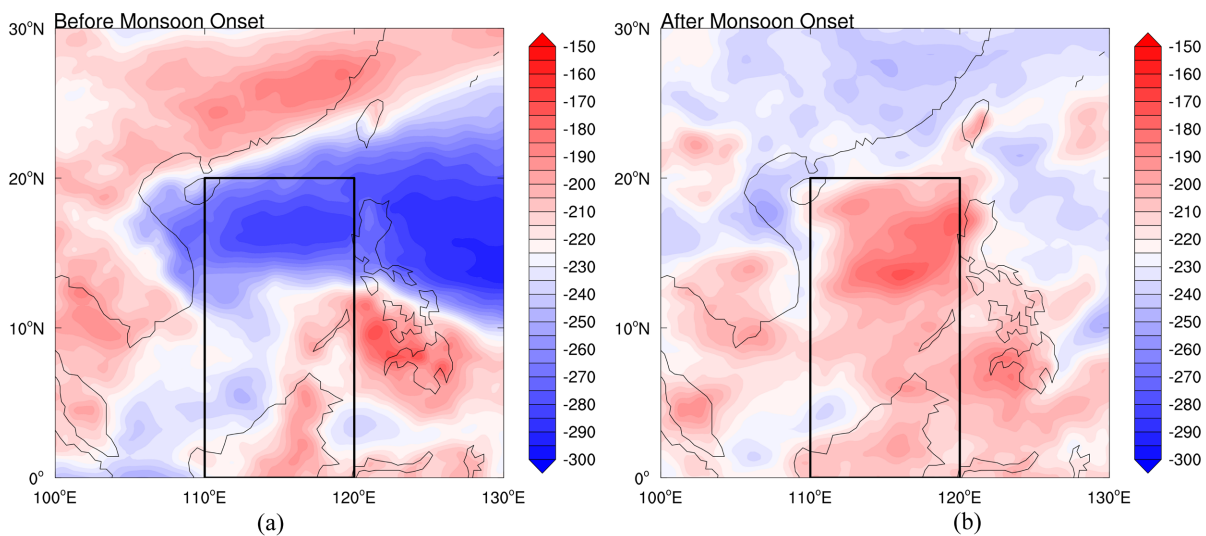 Before Monsoon Onset
After Monsoon Onset
30°N
20°N
10°N
0°
100°E
110°E
120°E
130°E
-150
-160
-170
-180
-190
-200
-210
-220
-230
-240
-250
-260
-270
-280
-290
-300
(a)
30°N
20°N
10°N
0°
100°E
110°E
120°E
130°E
-150
-160
-170
-180
-190
-200
-210
-220
-230
-240
-250
-260
-270
-280
-290
-300
(b)